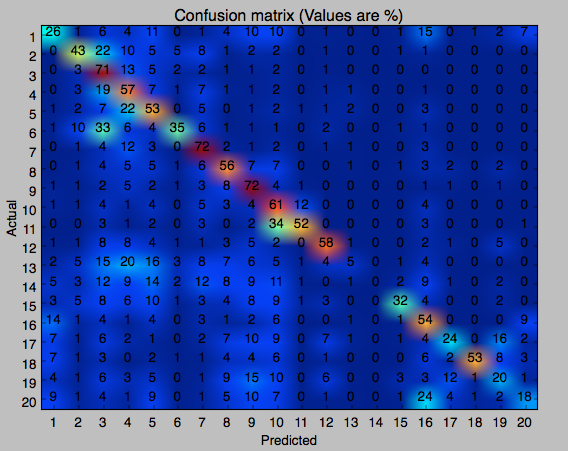 Confusion matrix (Values are %)
1 26 1 6 4 11 0 1 4 10 10 0 1 0 0 0 15 0 1 2 7
2 0 43 22 10 5 5 8 1 2 2 0 1 0 0 1 1 0 0 0 0
3 0 3 71 13 5 2 2 1 1 2 0 0 0 0 0 0 0 0 0 0
4 0 3 19 57 7 1 7 1 1 2 0 1 0 0 0 1 0 0 0 0
5 1 2 7 22 53 0 5 0 1 2 1 1 2 0 0 3 0 0 0 0
6 1 10 33 6 4 35 6 1 1 1 0 2 0 0 1 1 0 0 0 0
7 0 1 4 12 3 0 72 2 1 2 0 1 0 0 0 3 0 0 0 0
8 0 1 4 5 5 1 6 56 7 7 0 0 0 0 1 3 2 0 2 0
9 1 1 2 5 2 1 3 8 72 4 1 0 0 0 0 1 1 0 1 0
10 1 1 4 1 4 0 5 3 4 61 12 0 0 0 0 4 0 0 0 0
Actual
11 0 0 3 1 2 0 3 0 2 34 52 0 0 0 0 3 0 0 0 1
12 1 1 8 8 4 1 1 3 5 2 0 58 1 0 0 2 1 0 5 0
13 2 5 15 20 16 3 8 7 6 5 1 4 5 0 1 2 0 0 0 0
14 5 3 12 9 14 2 12 8 9 11 1 0 0 1 2 9 1 0 2 0
15 3 5 8 6 10 1 3 4 8 9 1 3 0 0 32 4 0 0 2 0
16 14 1 4 1 4 0 3 1 2 6 0 0 0 0 1 54 0 0 0 9
17 7 1 6 2 1 0 2 7 10 9 0 7 1 0 1 4 24 0 16 2
18 7 1 3 0 2 1 1 4 4 6 0 1 0 0 0 6 2 53 8 3
19 4 1 6 3 5 0 1 9 15 10 0 6 0 0 3 3 12 1 20 1
20 9 1 4 1 9 0 1 5 10 7 0 1 0 0 0 24 4 1 2 18
1 2 3 4 5 6 7 8 9 10 11 12 13 14 15 16 17 18 19 20
Predicted